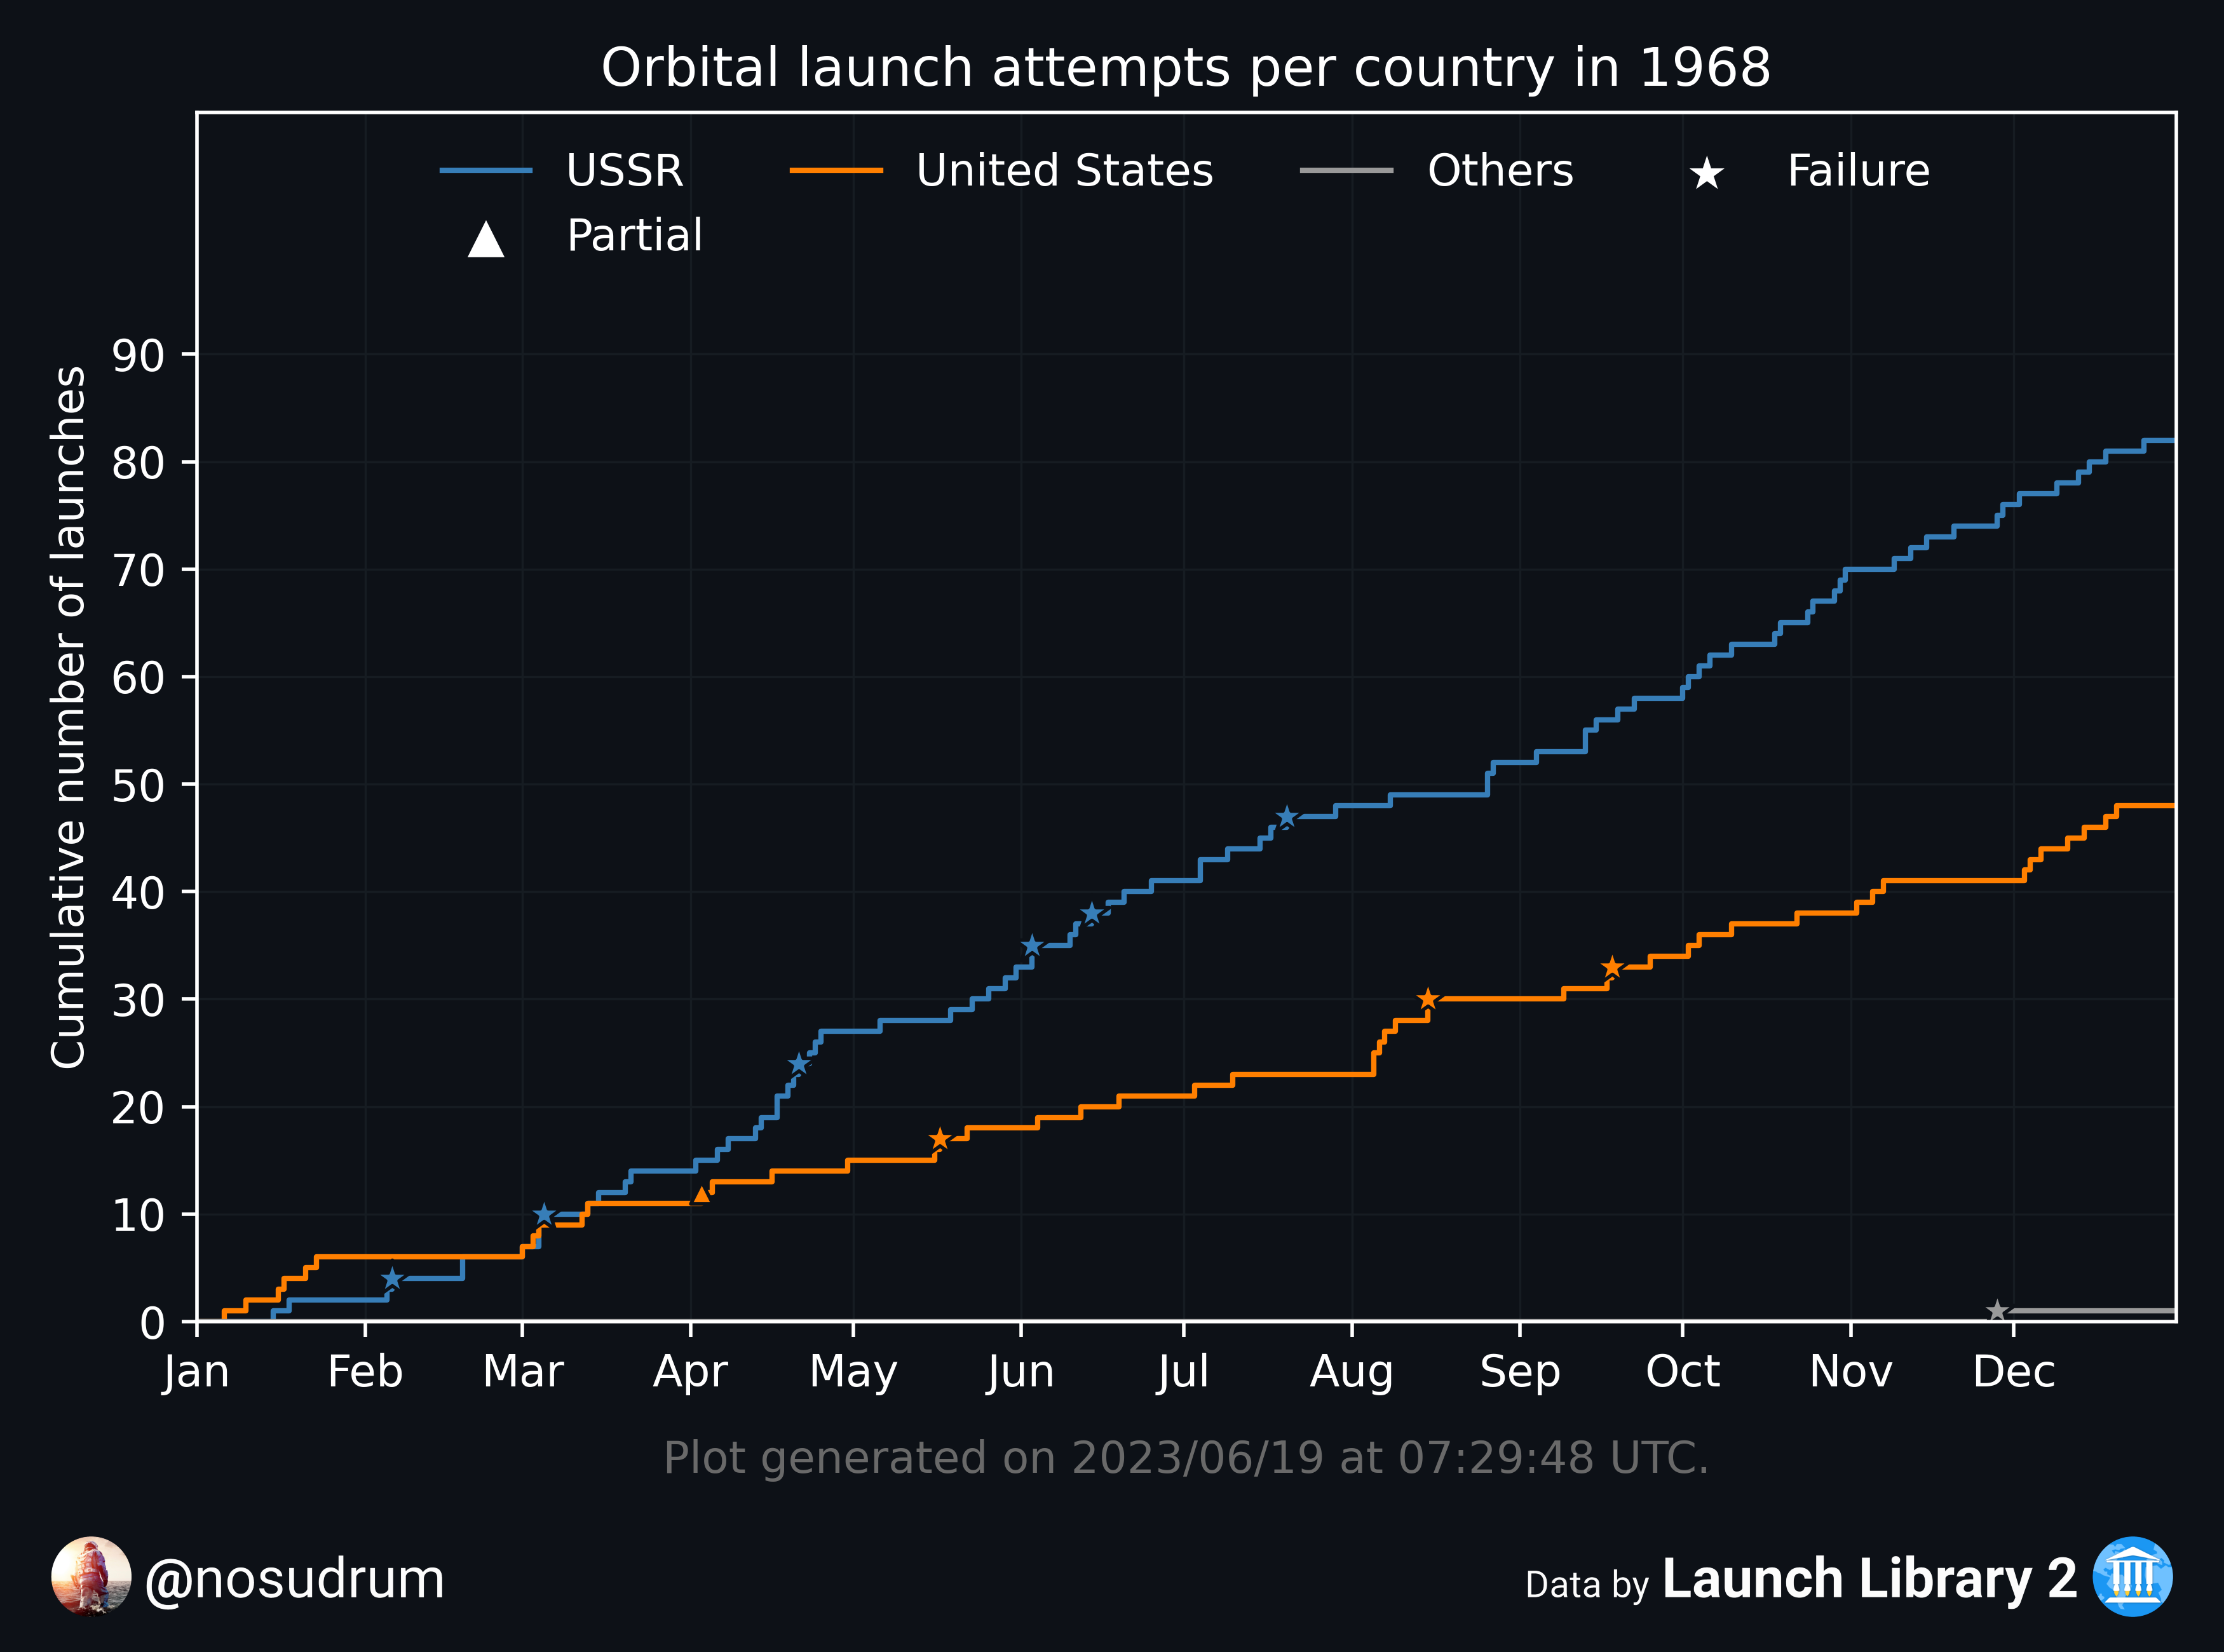 Orbital launch attempts per country in 1968
USSR United States Others Failure
Partial
Cumulative number of launches
90
80
70
60
50
40
30
20
10
0
Jan Feb Mar Apr May Jun Jul Aug Sep Oct Nov Dec
Plot generated on 2023/06/19 at 07:29:48 UTC.
@nosudrum
Data by Launch Library 2